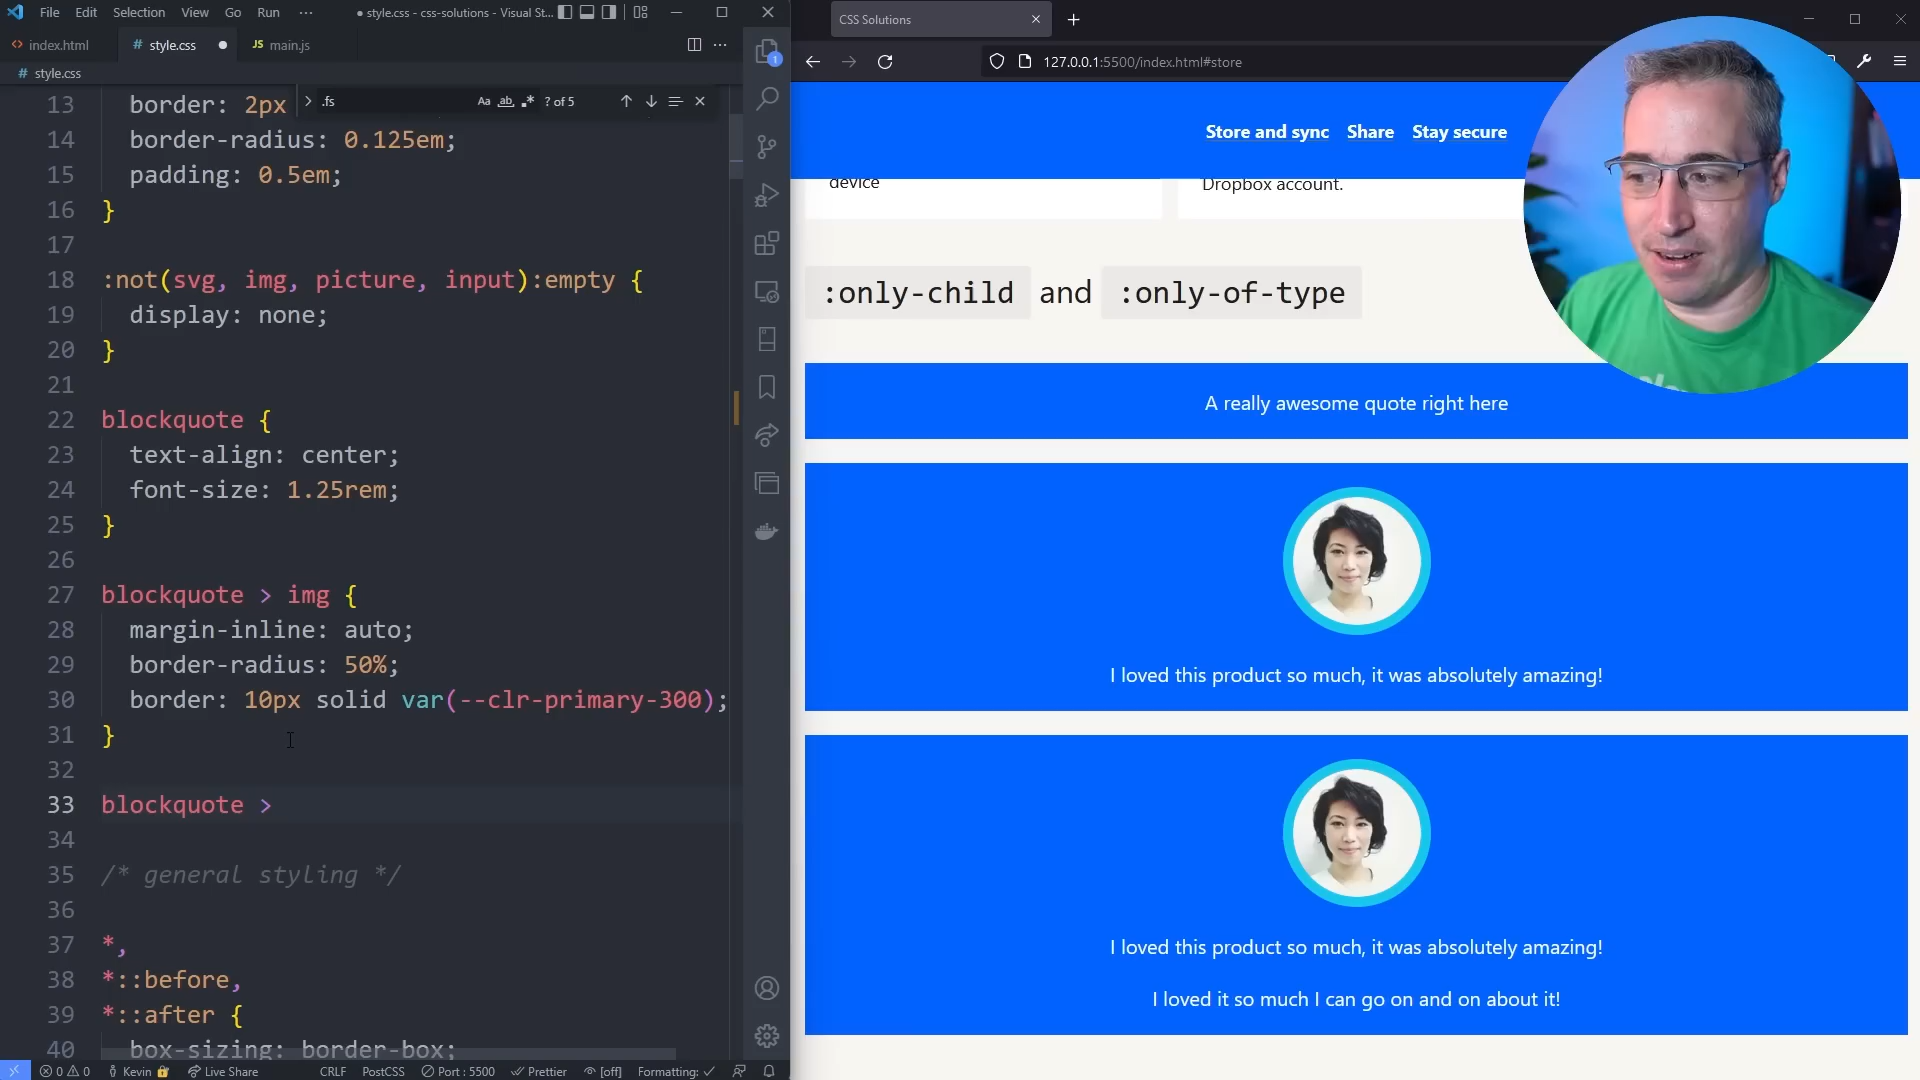 File Edit Selection View Go Run ··· ● style.css - css-solutions - Visual St...
index.html # style.css ● JS main.js
# style.css
.fs Aa ab ? of 5
13 border: 2px
14 border-radius: 0.125em;
15 padding: 0.5em;
16 }
17
18 :not(svg, img, picture, input):empty {
19 display: none;
20 }
21
22 blockquote {
23 text-align: center;
24 font-size: 1.25rem;
25 }
26
27 blockquote > img {
28 margin-inline: auto;
29 border-radius: 50%;
30 border: 10px solid var(--clr-primary-300);
31 }
32
33 blockquote >
34
35 /* general styling */
36
37 *,
38 *::before,
39 *::after {
40 box-sizing: border-box;
1
0 0 Kevin Live Share CRLF PostCSS Port : 5500 Prettier [off] Formatting: ✓
CSS Solutions
127.0.0.1:5500/index.html#store
Store and sync Share Stay secure
device
Dropbox account.
:only-child and :only-of-type
A really awesome quote right here
I loved this product so much, it was absolutely amazing!
I loved this product so much, it was absolutely amazing!
I loved it so much I can go on and on about it!